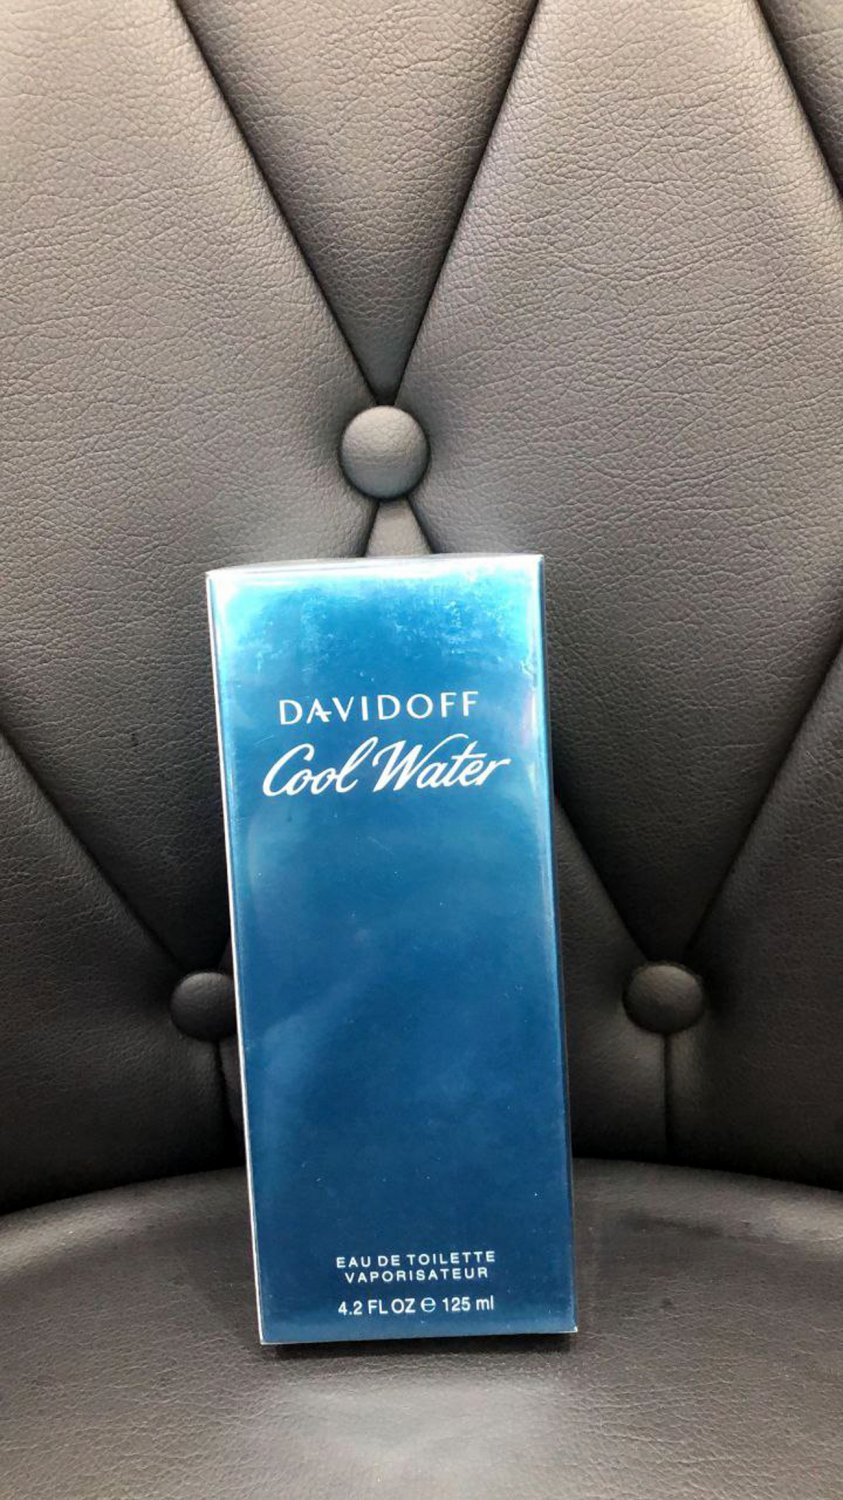 DAVIDOFF
Cool Water
EAU DE TOILETTE
VAPORISATEUR
4.2 FL OZ ℮ 125 ml